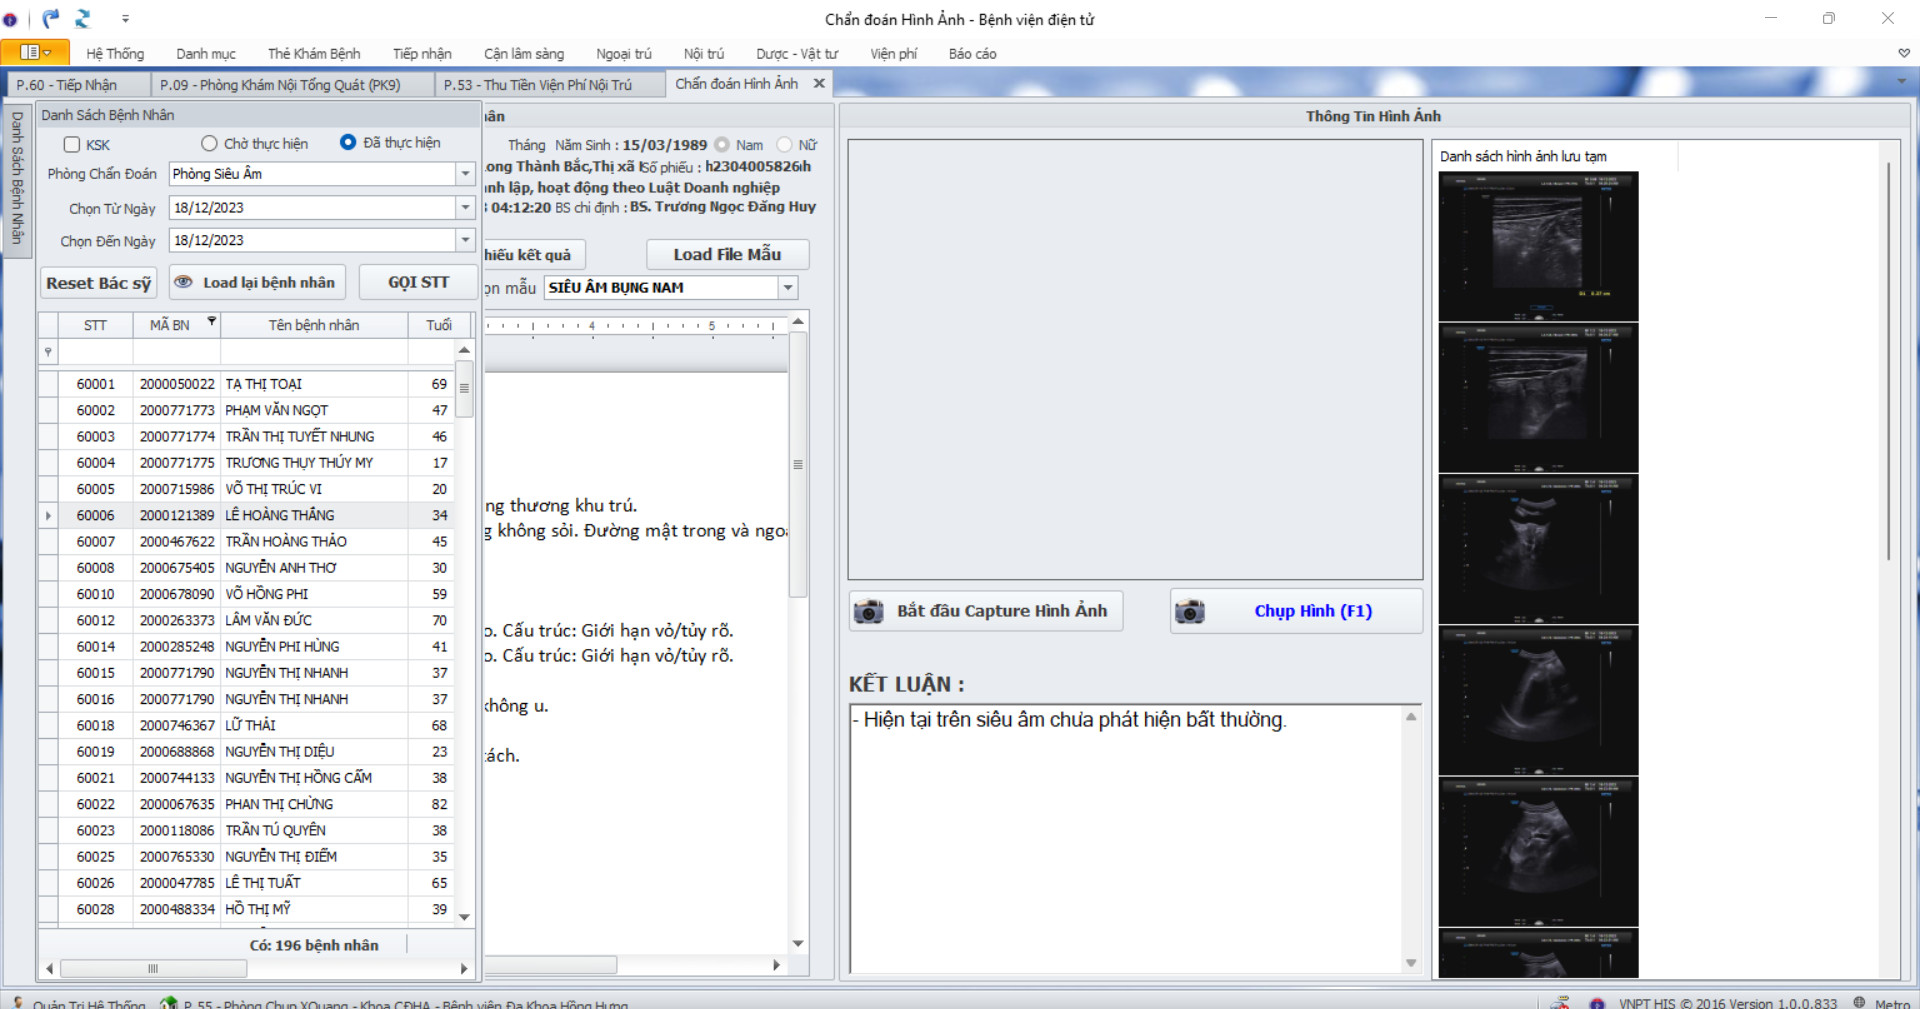 Chẩn đoán Hình Ảnh - Bệnh viện điện tử
Hệ Thống Danh mục Thẻ Khám Bệnh Tiếp nhận Cận lâm sàng Ngoại trú Nội trú Dược - Vật tư Viện phí Báo cáo
P.60 - Tiếp Nhận P.09 - Phòng Khám Nội Tổng Quát (PK9) P.53 - Thu Tiền Viện Phí Nội Trú Chẩn đoán Hình Ảnh
Danh Sách Bệnh Nhân
Danh Sách Bệnh Nhân
KSK Chờ thực hiện Đã thực hiện
Phòng Chẩn Đoán Phòng Siêu Âm
Chọn Từ Ngày 18/12/2023
Chọn Đến Ngày 18/12/2023
Reset Bác sỹ Load lại bệnh nhân GỌI STT
STT MÃ BN Tên bệnh nhân Tuổi
60001 2000050022 TẠ THỊ TOẠI 69
60002 2000771773 PHẠM VĂN NGỌT 47
60003 2000771774 TRẦN THỊ TUYẾT NHUNG 46
60004 2000771775 TRƯƠNG THỤY THÚY MY 17
60005 2000715986 VÕ THỊ TRÚC VI 20
60006 2000121389 LÊ HOÀNG THẮNG 34
60007 2000467622 TRẦN HOÀNG THẢO 45
60008 2000675405 NGUYỄN ANH THƠ 30
60010 2000678090 VÕ HỒNG PHI 59
60012 2000263373 LÂM VĂN ĐỨC 70
60014 2000285248 NGUYỄN PHI HÙNG 41
60015 2000771790 NGUYỄN THỊ NHANH 37
60016 2000771790 NGUYỄN THỊ NHANH 37
60018 2000746367 LỮ THÁI 68
60019 2000688868 NGUYỄN THỊ DIỆU 23
60021 2000744133 NGUYỄN THỊ HỒNG CẨM 38
60022 2000067635 PHAN THỊ CHỪNG 82
60023 2000118086 TRẦN TÚ QUYÊN 38
60025 2000765330 NGUYỄN THỊ ĐIỂM 35
60026 2000047785 LÊ THỊ TUẤT 65
60028 2000488334 HỒ THỊ MỸ 39
Có: 196 bệnh nhân
ân
Tháng Năm Sinh : 15/03/1989 Nam Nữ
ong Thành Bắc,Thị xã Số phiếu : h2304005826ih
nh lập, hoạt động theo Luật Doanh nghiệp
04:12:20 BS chỉ định : BS. Trương Ngọc Đăng Huy
hiếu kết quả Load File Mẫu
ọn mẫu SIÊU ÂM BỤNG NAM
4 5
ng thương khu trú.
g không sỏi. Đường mật trong và ngoà
o. Cấu trúc: Giới hạn vỏ/tủy rõ.
o. Cấu trúc: Giới hạn vỏ/tủy rõ.
không u.
tách.
Thông Tin Hình Ảnh
Bắt đầu Capture Hình Ảnh Chụp Hình (F1)
KẾT LUẬN :
- Hiện tại trên siêu âm chưa phát hiện bất thường.
Danh sách hình ảnh lưu tạm
Quản Trị Hệ Thống P. 55 - Phòng Chụp XQuang - Khoa CĐHA - Bệnh viện Đa Khoa Hồng Hưng
VNPT HIS © 2016 Version 1.0.0.833 Metro